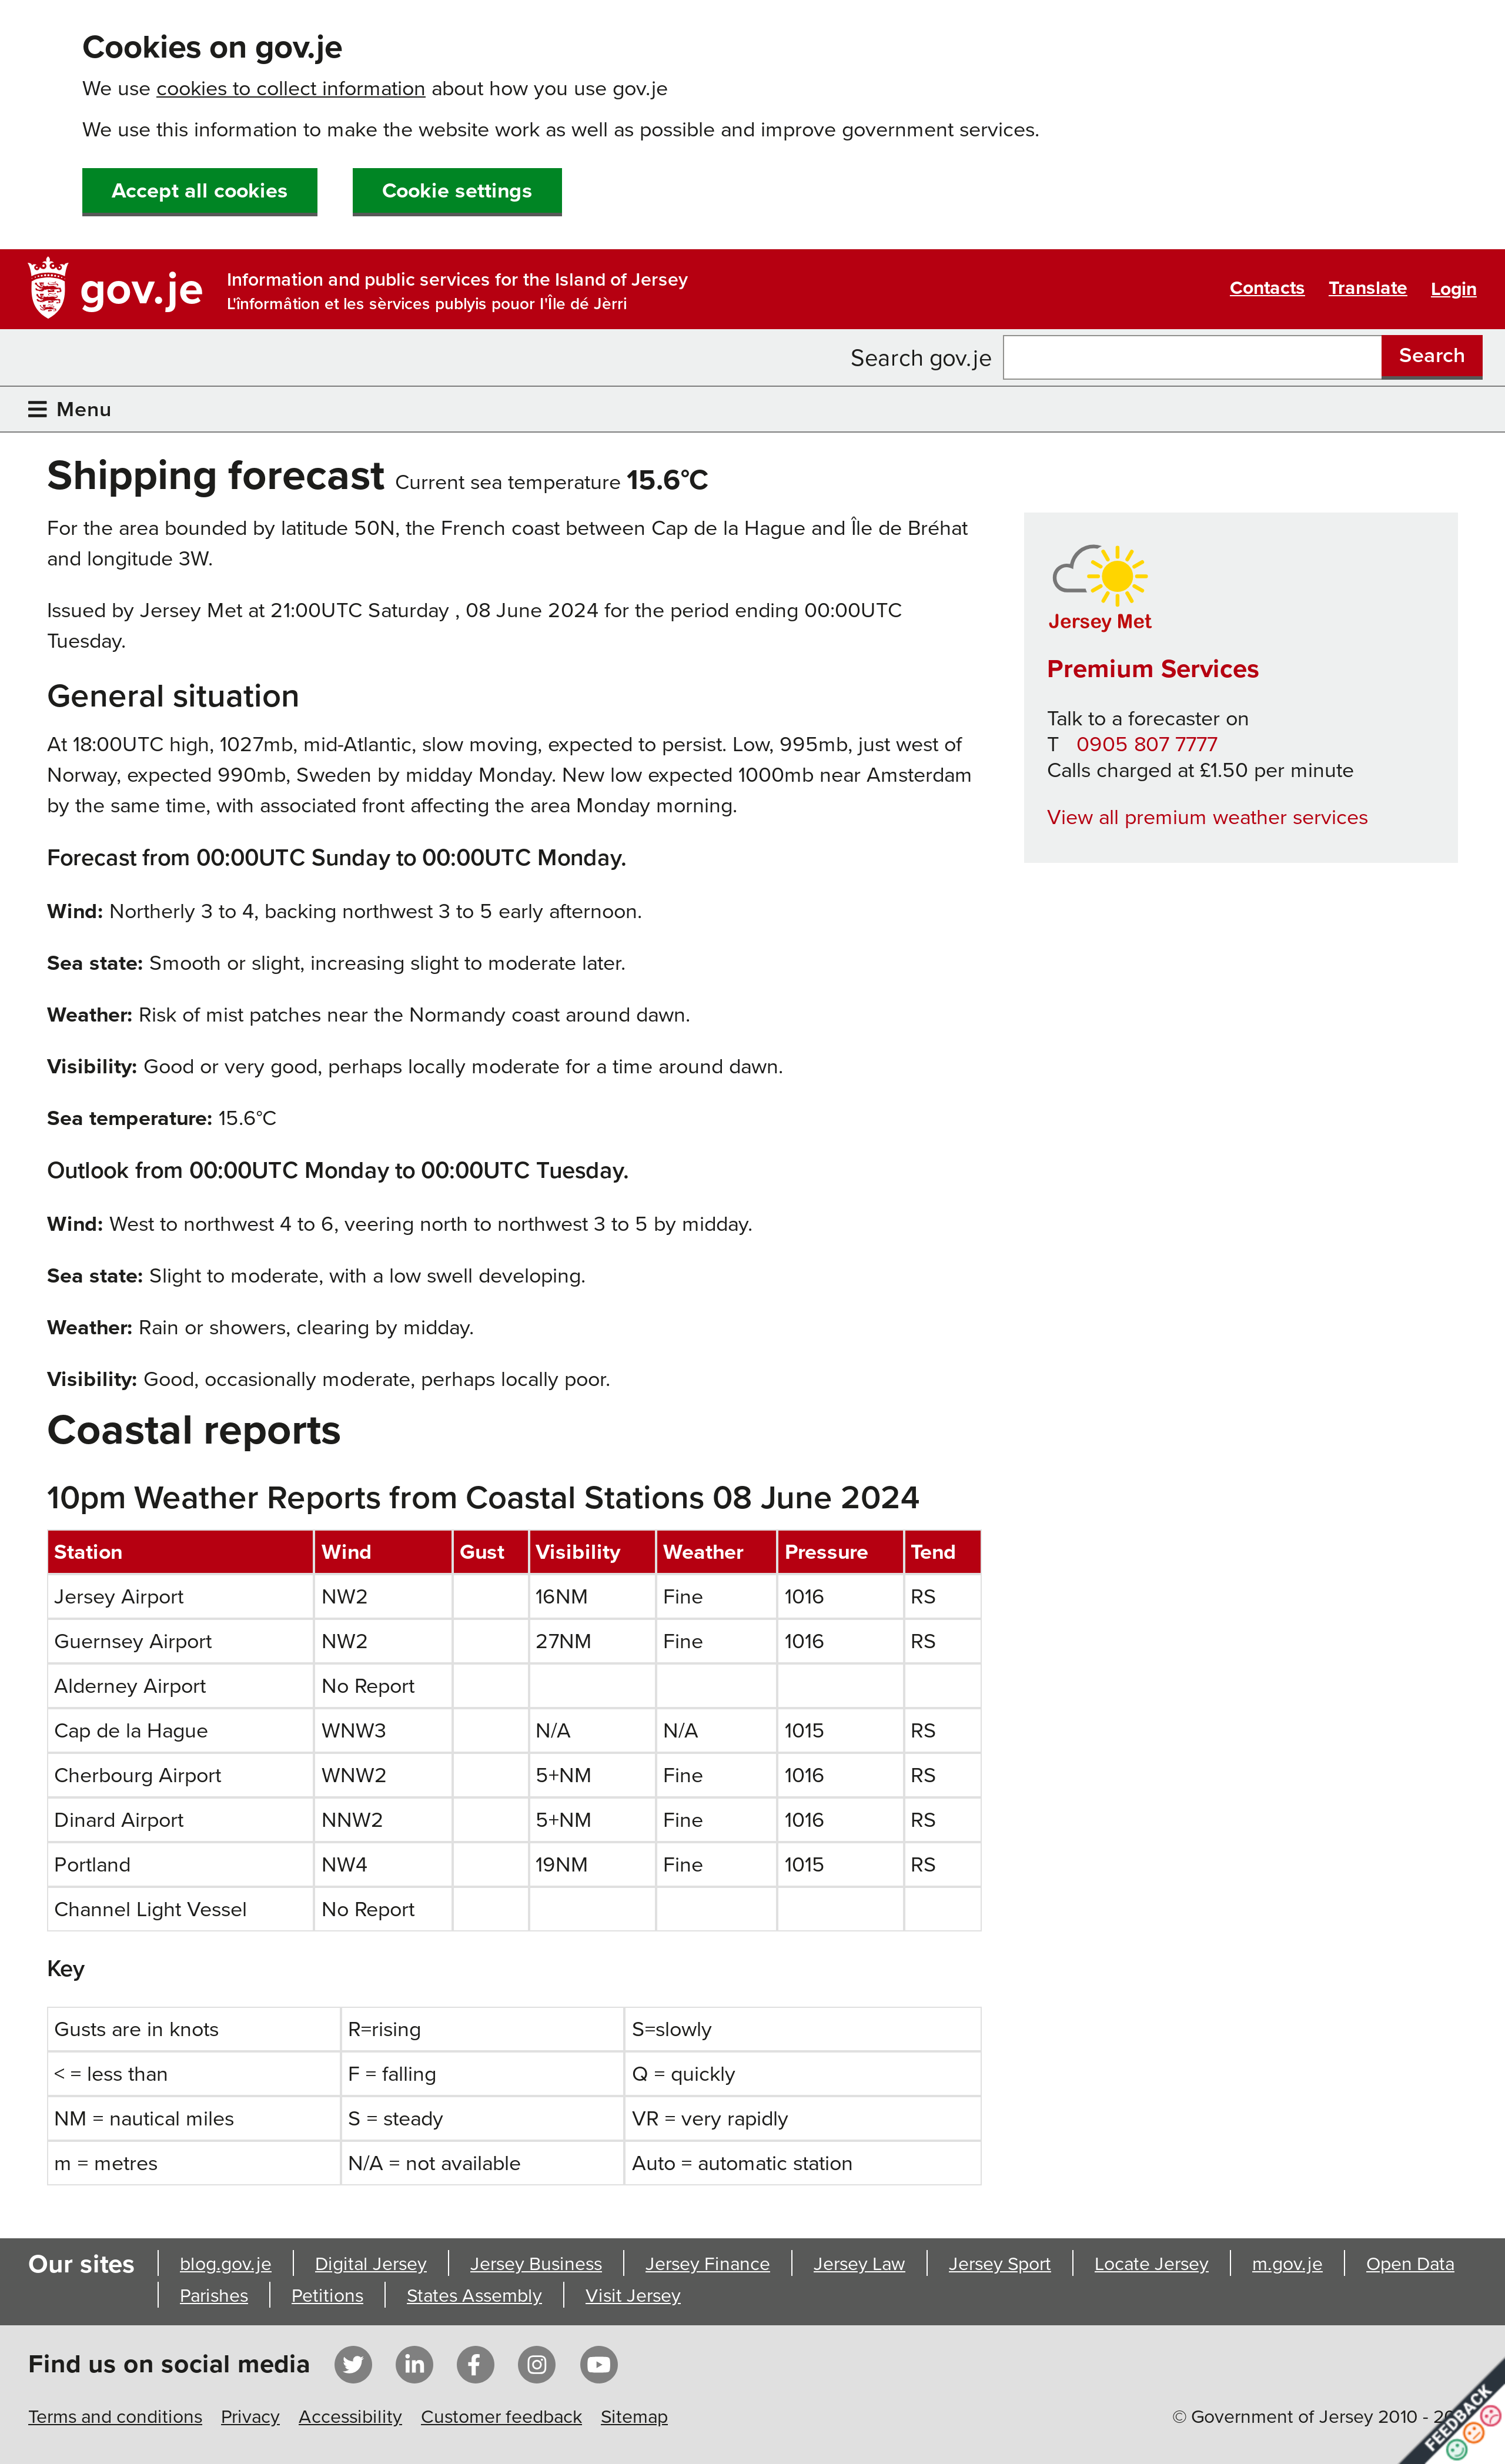 Cookies on gov.je
We use cookies to collect information about how you use gov.je
We use this information to make the website work as well as possible and improve government services.
Accept all cookies Cookie settings
gov.je Information and public services for the Island of Jersey
L'înformâtion et les sèrvices publyis pouor I'Île dé Jèrri
Contacts Translate Login
Search gov.je Search
Menu
Shipping forecast Current sea temperature 15.6°C
For the area bounded by latitude 50N, the French coast between Cap de la Hague and Île de Bréhat
and longitude 3W.
Issued by Jersey Met at 21:00UTC Saturday , 08 June 2024 for the period ending 00:00UTC
Tuesday.
General situation
At 18:00UTC high, 1027mb, mid-Atlantic, slow moving, expected to persist. Low, 995mb, just west of
Norway, expected 990mb, Sweden by midday Monday. New low expected 1000mb near Amsterdam
by the same time, with associated front affecting the area Monday morning.
Forecast from 00:00UTC Sunday to 00:00UTC Monday.
Wind: Northerly 3 to 4, backing northwest 3 to 5 early afternoon.
Sea state: Smooth or slight, increasing slight to moderate later.
Weather: Risk of mist patches near the Normandy coast around dawn.
Visibility: Good or very good, perhaps locally moderate for a time around dawn.
Sea temperature: 15.6°C
Outlook from 00:00UTC Monday to 00:00UTC Tuesday.
Wind: West to northwest 4 to 6, veering north to northwest 3 to 5 by midday.
Sea state: Slight to moderate, with a low swell developing.
Weather: Rain or showers, clearing by midday.
Visibility: Good, occasionally moderate, perhaps locally poor.
Jersey Met
Premium Services
Talk to a forecaster on
T 0905 807 7777
Calls charged at £1.50 per minute
View all premium weather services
Coastal reports
10pm Weather Reports from Coastal Stations 08 June 2024
Station Wind Gust Visibility Weather Pressure Tend
Jersey Airport NW2 16NM Fine 1016 RS
Guernsey Airport NW2 27NM Fine 1016 RS
Alderney Airport No Report
Cap de la Hague WNW3 N/A N/A 1015 RS
Cherbourg Airport WNW2 5+NM Fine 1016 RS
Dinard Airport NNW2 5+NM Fine 1016 RS
Portland NW4 19NM Fine 1015 RS
Channel Light Vessel No Report
Key
Gusts are in knots R=rising S=slowly
< = less than F = falling Q = quickly
NM = nautical miles S = steady VR = very rapidly
m = metres N/A = not available Auto = automatic station
Our sites blog.gov.je Digital Jersey Jersey Business Jersey Finance Jersey Law Jersey Sport Locate Jersey m.gov.je Open Data
Parishes Petitions States Assembly Visit Jersey
Find us on social media
Terms and conditions Privacy Accessibility Customer feedback Sitemap
© Government of Jersey 2010 -
FEEDBACK